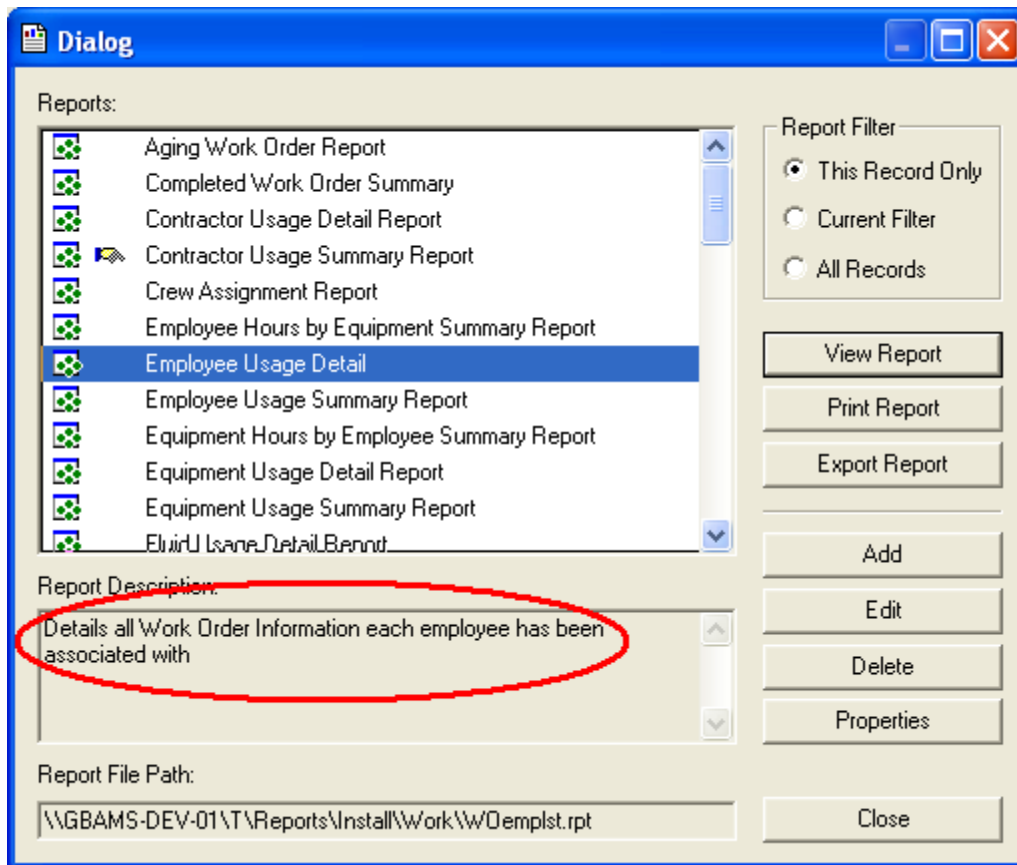 Dialog
Reports:
Aging Work Order Report
Completed Work Order Summary
Contractor Usage Detail Report
Contractor Usage Summary Report
Crew Assignment Report
Employee Hours by Equipment Summary Report
Employee Usage Detail
Employee Usage Summary Report
Equipment Hours by Employee Summary Report
Equipment Usage Detail Report
Equipment Usage Summary Report
Fluid Usage Detail Report
Report Filter
This Record Only
Current Filter
All Records
View Report
Print Report
Export Report
Add
Edit
Delete
Properties
Close
Report Description:
Details all Work Order Information each employee has been
associated with
Report File Path:
\\GBAMS-DEV-01\T\Reports\Install\Work\WOemplst.rpt